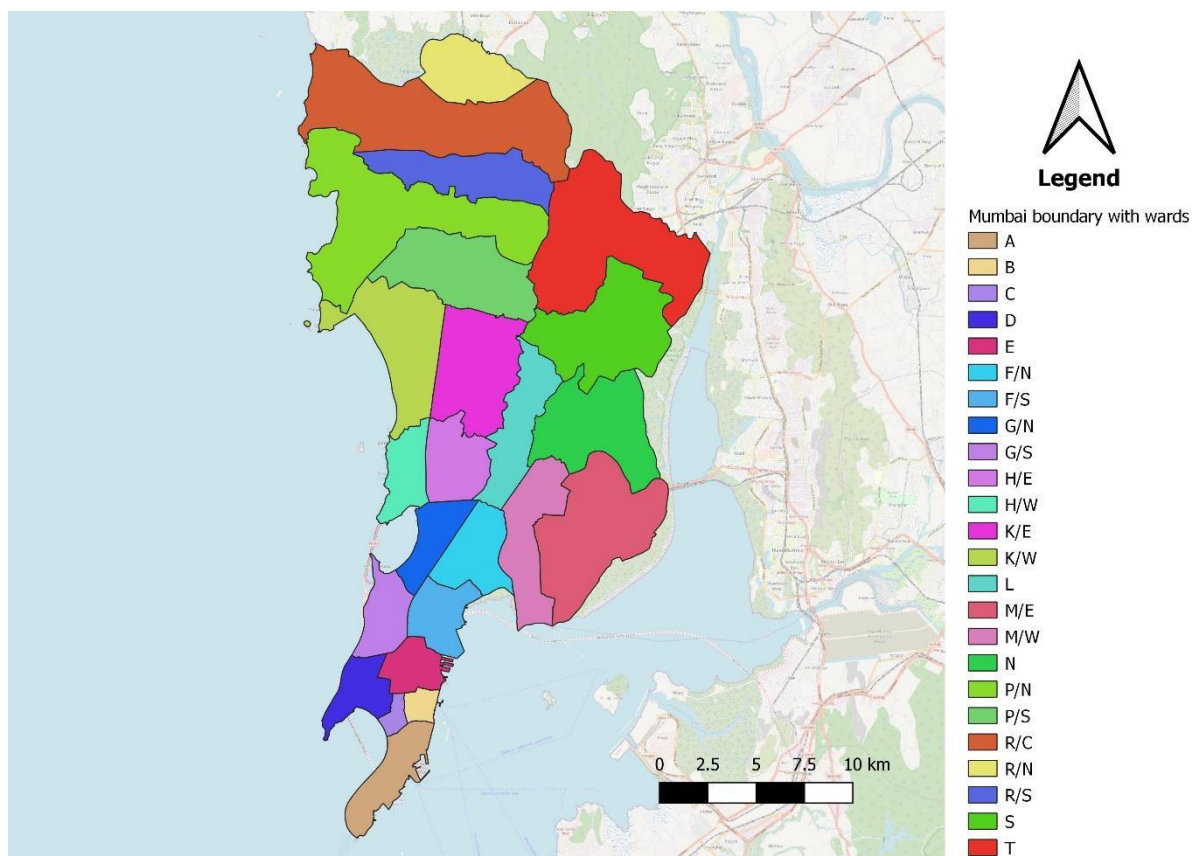 Legend
Mumbai boundary with wards
A
B
C
D
E
F/N
F/S
G/N
G/S
H/E
H/W
K/E
K/W
L
M/E
M/W
N
P/N
P/S
R/C
R/N
R/S
S
T
0 2.5 5 7.5 10 km